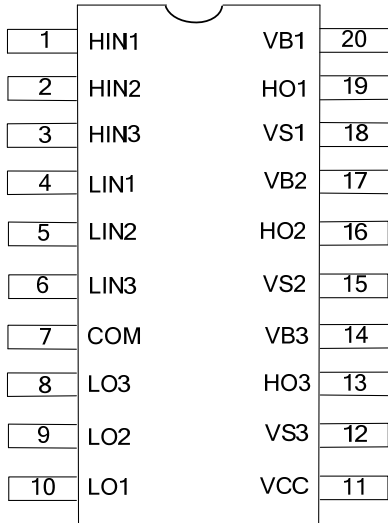 1 HIN1 VB1 20
2 HIN2 HO1 19
3 HIN3 VS1 18
4 LIN1 VB2 17
5 LIN2 HO2 16
6 LIN3 VS2 15
7 COM VB3 14
8 LO3 HO3 13
9 LO2 VS3 12
10 LO1 VCC 11